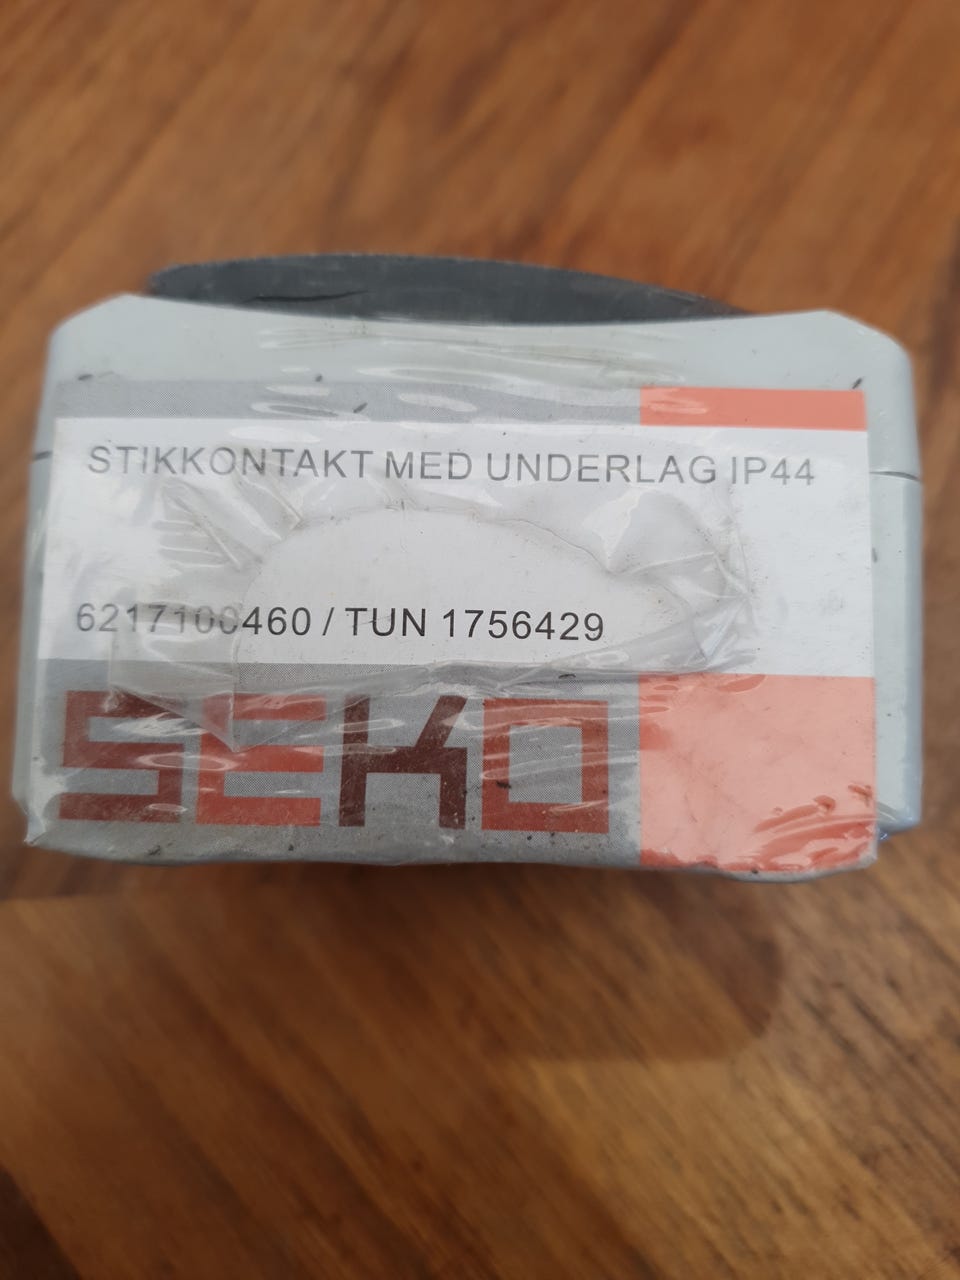 STIKKONTAKT MED UNDERLAG IP44
6217100460 / TUN 1756429
SEKO